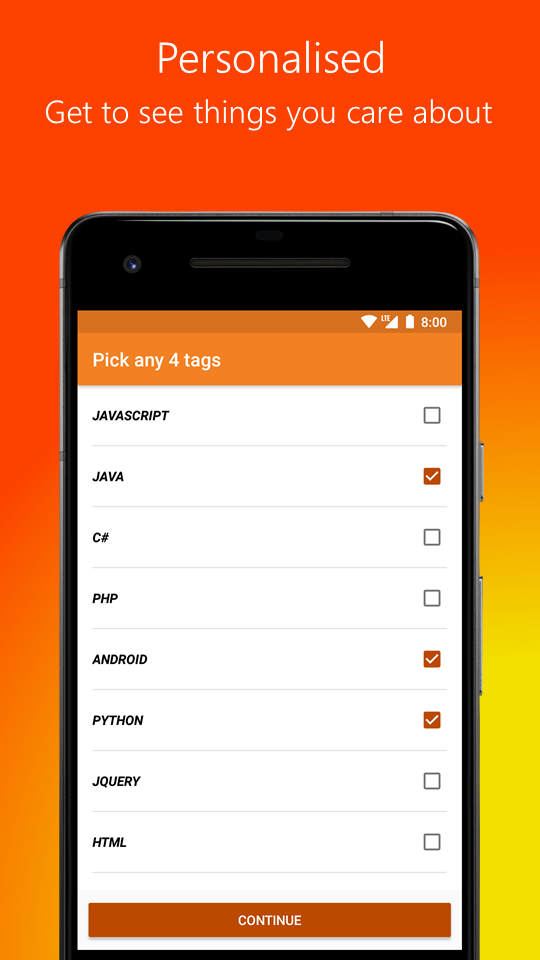 Personalised
Get to see things you care about
LTE 8:00
Pick any 4 tags
JAVASCRIPT
JAVA
C#
PHP
ANDROID
PYTHON
JQUERY
HTML
CONTINUE